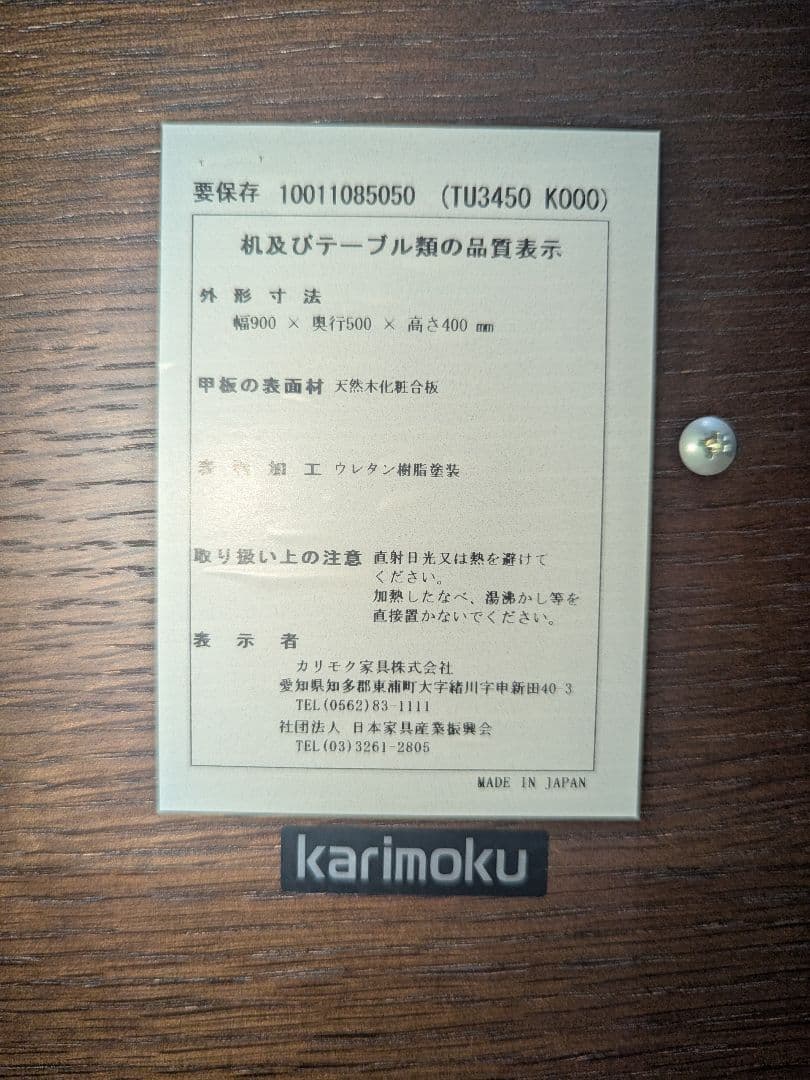 要保存 10011085050 (TU3450 K000)
机及びテーブル類の品質表示
外形寸法
幅900 × 奥行500 × 高さ400 mm
甲板の表面材 天然木化粧合板
表面加工 ウレタン樹脂塗装
取り扱い上の注意 直射日光又は熱を避けて
ください。
加熱したなべ、湯沸かし等を
直接置かないでください。
表示者
カリモク家具株式会社
愛知県知多郡東浦町大字緒川字申新田40-3
TEL(0562)83-1111
社団法人 日本家具産業振興会
TEL(03)3261-2805
MADE IN JAPAN
karimoku